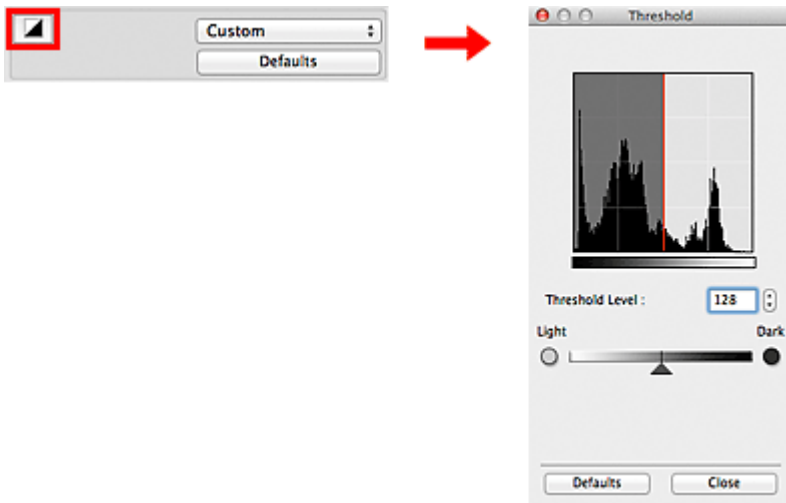 Custom
Defaults
Threshold
Threshold Level :
128
Light
Dark
Defaults
Close